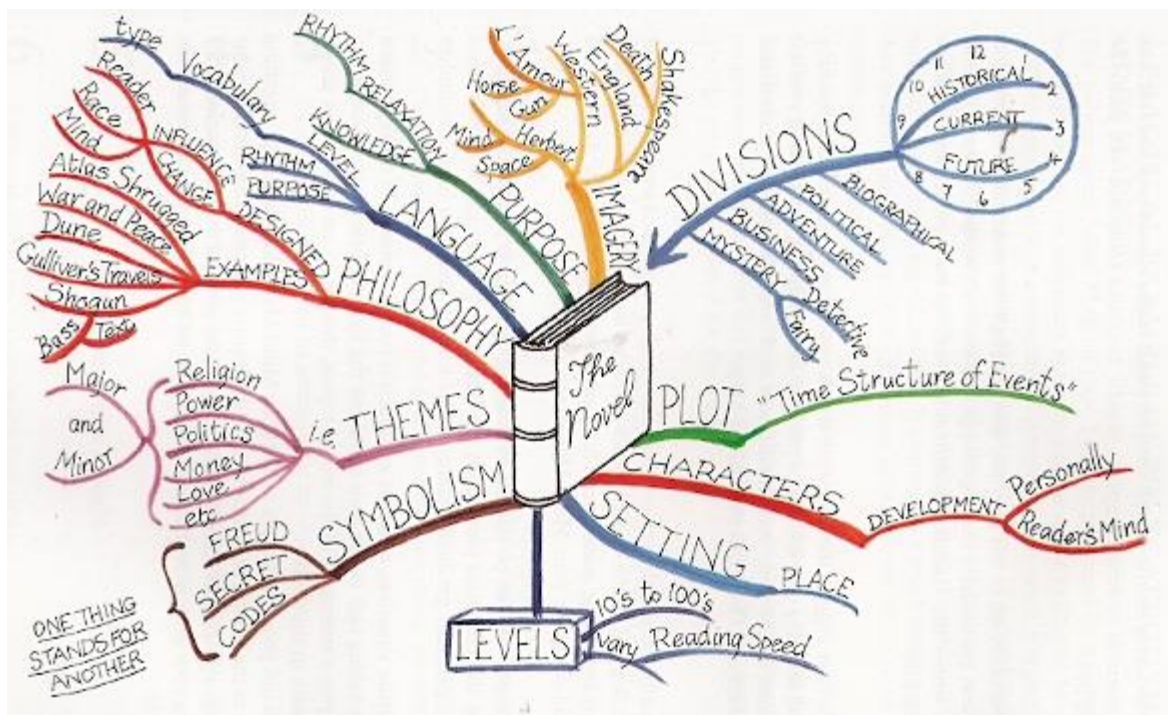 The
Novel
DIVISIONS
12
11
1
10
HISTORICAL
2
9
CURRENT
3
FUTURE
4
8
7
6
5
BIOGRAPHICAL
POLITICAL
ADVENTURE
BUSINESS
MYSTERY
Detective
Fairy
PLOT
"Time Structure of Events"
CHARACTERS
DEVELOPMENT
Personally
Reader's Mind
SETTING
PLACE
LEVELS
10's to 100's
vary
Reading Speed
SYMBOLISM
FREUD
SECRET
CODES
ONE THING
STANDS FOR
ANOTHER
THEMES
i.e.
Religion
Power
Politics
Money
Love
etc.
Major
and
Minor
PHILOSOPHY
EXAMPLES
Atlas Shrugged
War and Peace
Dune
Gulliver's Travels
Shogun
Bass
Text
DESIGNED
CHANGE
INFLUENCE
Reader
Race
Mind
LANGUAGE
LEVEL
Vocabulary
type
RHYTHM
PURPOSE
PURPOSE
KNOWLEDGE
RELAXATION
RHYTHM
IMAGERY
Herbert
Mind
Space
Western
L'Amour
Horse
Gun
England
Death
Shakespeare